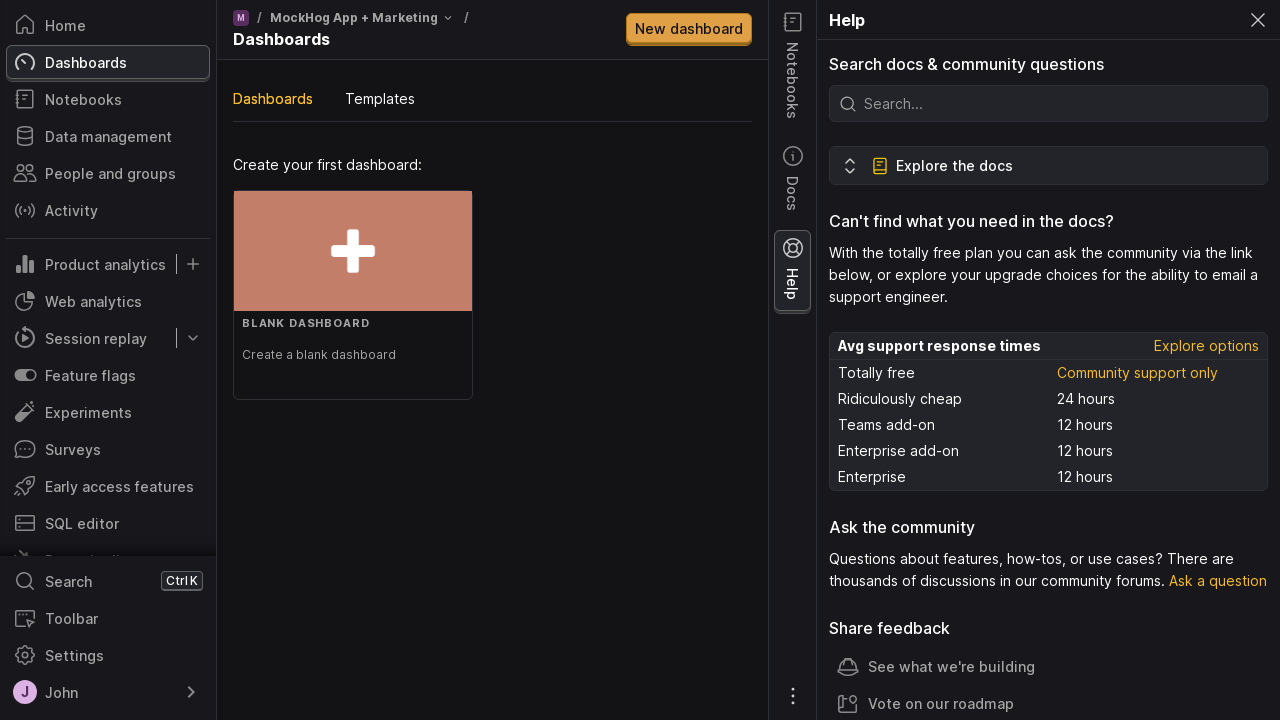 Home
Dashboards
Notebooks
Data management
People and groups
Activity
Product analytics
Web analytics
Session replay
Feature flags
Experiments
Surveys
Early access features
SQL editor
Search
Ctrl K
Toolbar
Settings
J
John
M / MockHog App + Marketing /
Dashboards
New dashboard
Dashboards
Templates
Create your first dashboard:
BLANK DASHBOARD
Create a blank dashboard
Notebooks
Docs
Help
Help
Search docs & community questions
Search...
Explore the docs
Can't find what you need in the docs?
With the totally free plan you can ask the community via the link
below, or explore your upgrade choices for the ability to email a
support engineer.
Avg support response times Explore options
Totally free Community support only
Ridiculously cheap 24 hours
Teams add-on 12 hours
Enterprise add-on 12 hours
Enterprise 12 hours
Ask the community
Questions about features, how-tos, or use cases? There are
thousands of discussions in our community forums. Ask a question
Share feedback
See what we're building
Vote on our roadmap